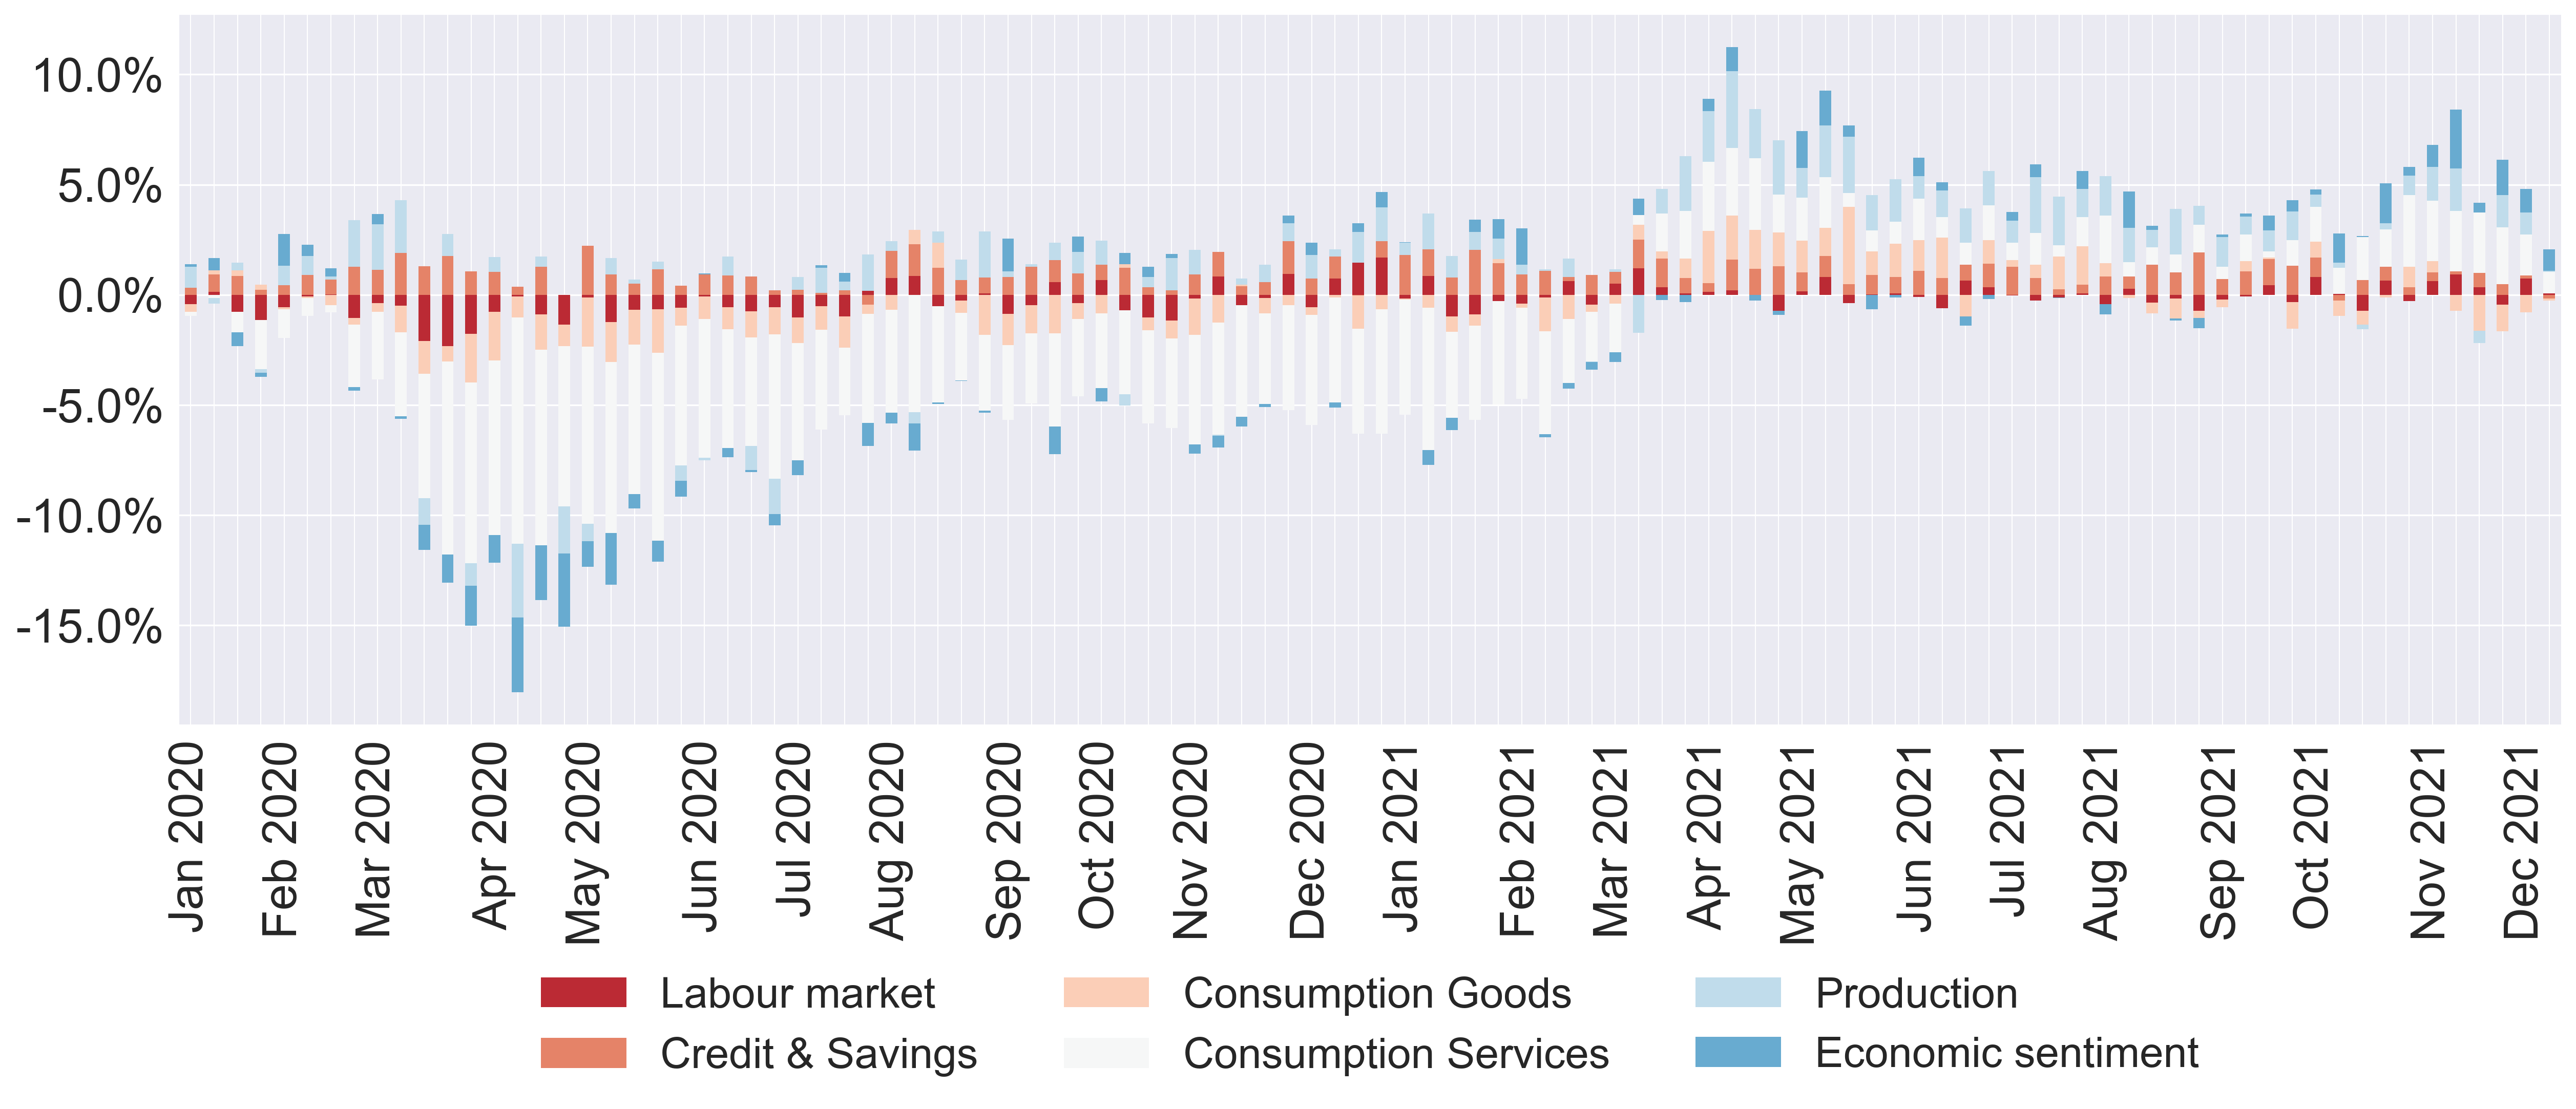 10.0%
5.0%
0.0%
-5.0%
-10.0%
-15.0%
Jan 2020
Feb 2020
Mar 2020
Apr 2020
May 2020
Jun 2020
Jul 2020
Aug 2020
Sep 2020
Oct 2020
Nov 2020
Dec 2020
Jan 2021
Feb 2021
Mar 2021
Apr 2021
May 2021
Jun 2021
Jul 2021
Aug 2021
Sep 2021
Oct 2021
Nov 2021
Dec 2021
Labour market
Consumption Goods
Production
Credit & Savings
Consumption Services
Economic sentiment